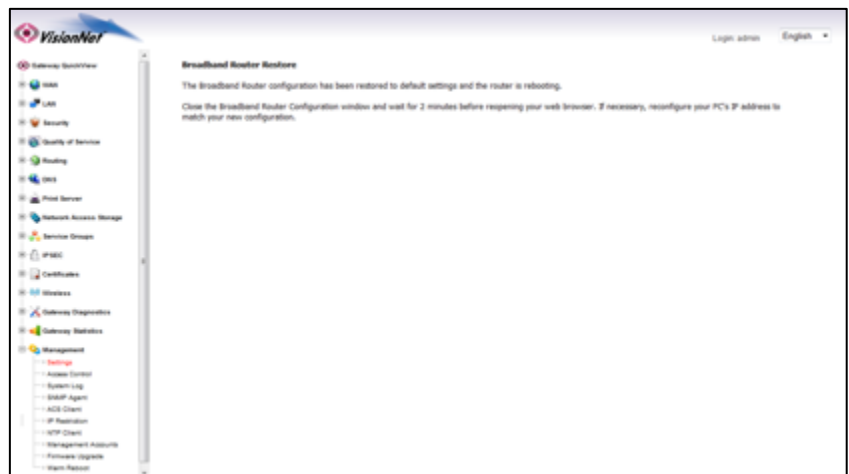 VisionNet
Login admin
English
Gateway QuickView
WAN
LAN
Security
Quality of Service
Routing
DNS
Print Server
Network Access Storage
Service Groups
IPSEC
Certificates
Wireless
Gateway Diagnostics
Gateway Statistics
Management
Settings
Access Control
System Log
SNMP Agent
ACS Client
IP Restriction
NTP Client
Management Accounts
Firmware Upgrade
Warm Reboot
Broadband Router Restore
The Broadband Router configuration has been restored to default settings and the router is rebooting.
Close the Broadband Router Configuration window and wait for 2 minutes before reopening your web browser. If necessary, reconfigure your PC's IP address to
match your new configuration.